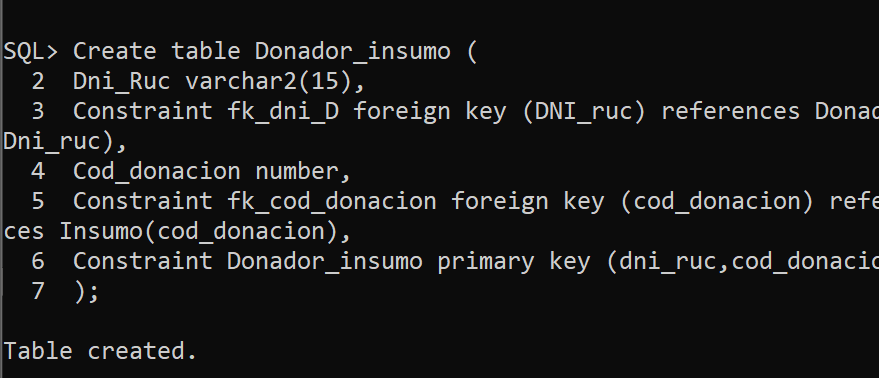 SQL> Create table Donador_insumo (
2 Dni_Ruc varchar2(15),
3 Constraint fk_dni_D foreign key (DNI_ruc) references Donad
Dni_ruc),
4 Cod_donacion number,
5 Constraint fk_cod_donacion foreign key (cod_donacion) refe
ces Insumo(cod_donacion),
6 Constraint Donador_insumo primary key (dni_ruc,cod_donacio
7 );
Table created.